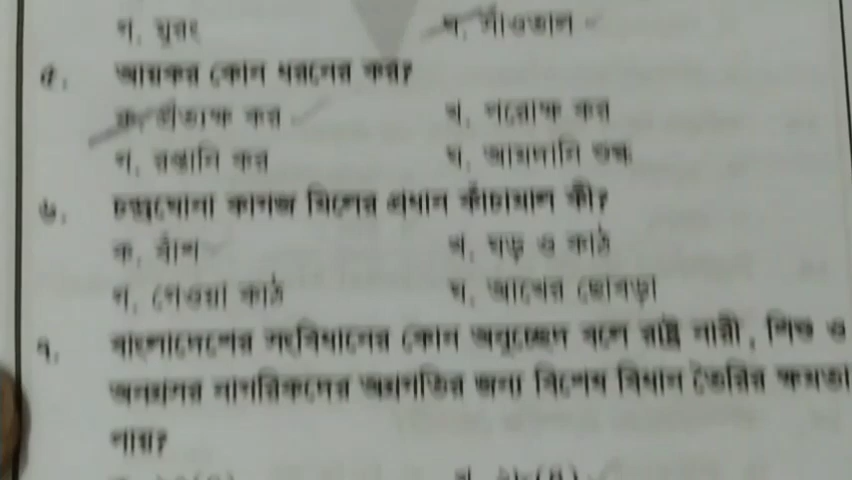 গ. মুরং ঘ. সাঁওতাল
৫. আয়কর কোন ধরনের কর?
ক. প্রত্যক্ষ কর খ. পরোক্ষ কর
গ. রপ্তানি কর ঘ. আমদানি শুল্ক
৬. চন্দ্রঘোনা কাগজ মিলের প্রধান কাঁচামাল কী?
ক. বাঁশ খ. খড় ও কাঠ
গ. গেওয়া কাঠ ঘ. আখের ছোবড়া
৭. বাংলাদেশের সংবিধানের কোন অনুচ্ছেদ বলে রাষ্ট্র নারী, শিশু ও
অনগ্রসর নাগরিকদের অগ্রগতির জন্য বিশেষ বিধান তৈরির ক্ষমতা
পায়?